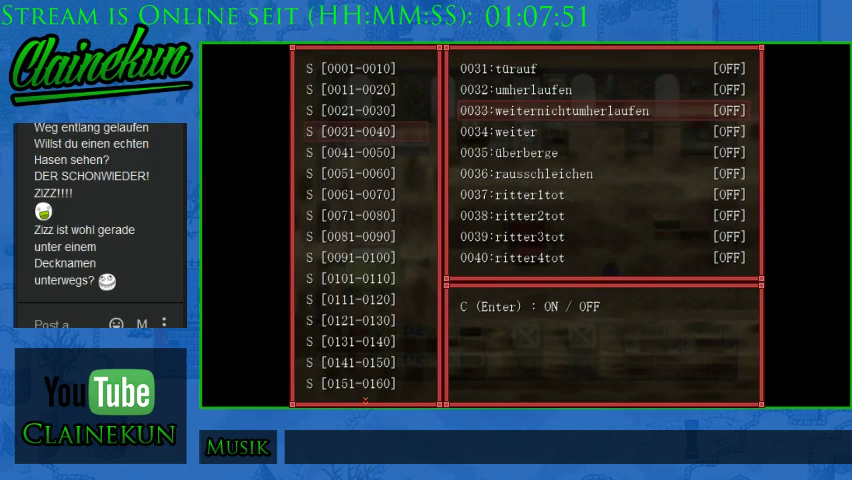 Stream is Online seit (HH:MM:SS): 01:07:51
Clainekun
Weg entlang gelaufen
Willst du einen echten
Hasen sehen?
DER SCHONWIEDER!
ZIZZ!!!!
Zizz ist wohl gerade
unter einem
Decknamen
unterwegs?
Post a
M
YouTube
Clainekun
S [0001-0010]
S [0011-0020]
S [0021-0030]
S [0031-0040]
S [0041-0050]
S [0051-0060]
S [0061-0070]
S [0071-0080]
S [0081-0090]
S [0091-0100]
S [0101-0110]
S [0111-0120]
S [0121-0130]
S [0131-0140]
S [0141-0150]
S [0151-0160]
0031:türauf [OFF]
0032:umherlaufen [OFF]
0033:weiternichtumherlaufen [OFF]
0034:weiter [OFF]
0035:überberge [OFF]
0036:rausschleichen [OFF]
0037:ritter1tot [OFF]
0038:ritter2tot [OFF]
0039:ritter3tot [OFF]
0040:ritter4tot [OFF]
C (Enter) : ON / OFF
Musik